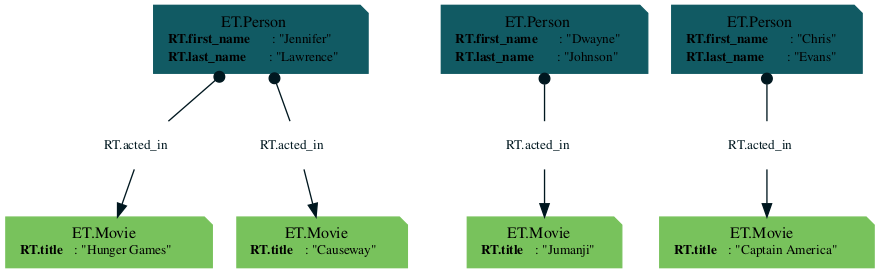 ET.Person
RT.first_name : "Jennifer"
RT.last_name : "Lawrence"
ET.Person
RT.first_name : "Dwayne"
RT.last_name : "Johnson"
ET.Person
RT.first_name : "Chris"
RT.last_name : "Evans"
RT.acted_in
RT.acted_in
RT.acted_in
RT.acted_in
ET.Movie
RT.title : "Hunger Games"
ET.Movie
RT.title : "Causeway"
ET.Movie
RT.title : "Jumanji"
ET.Movie
RT.title : "Captain America"